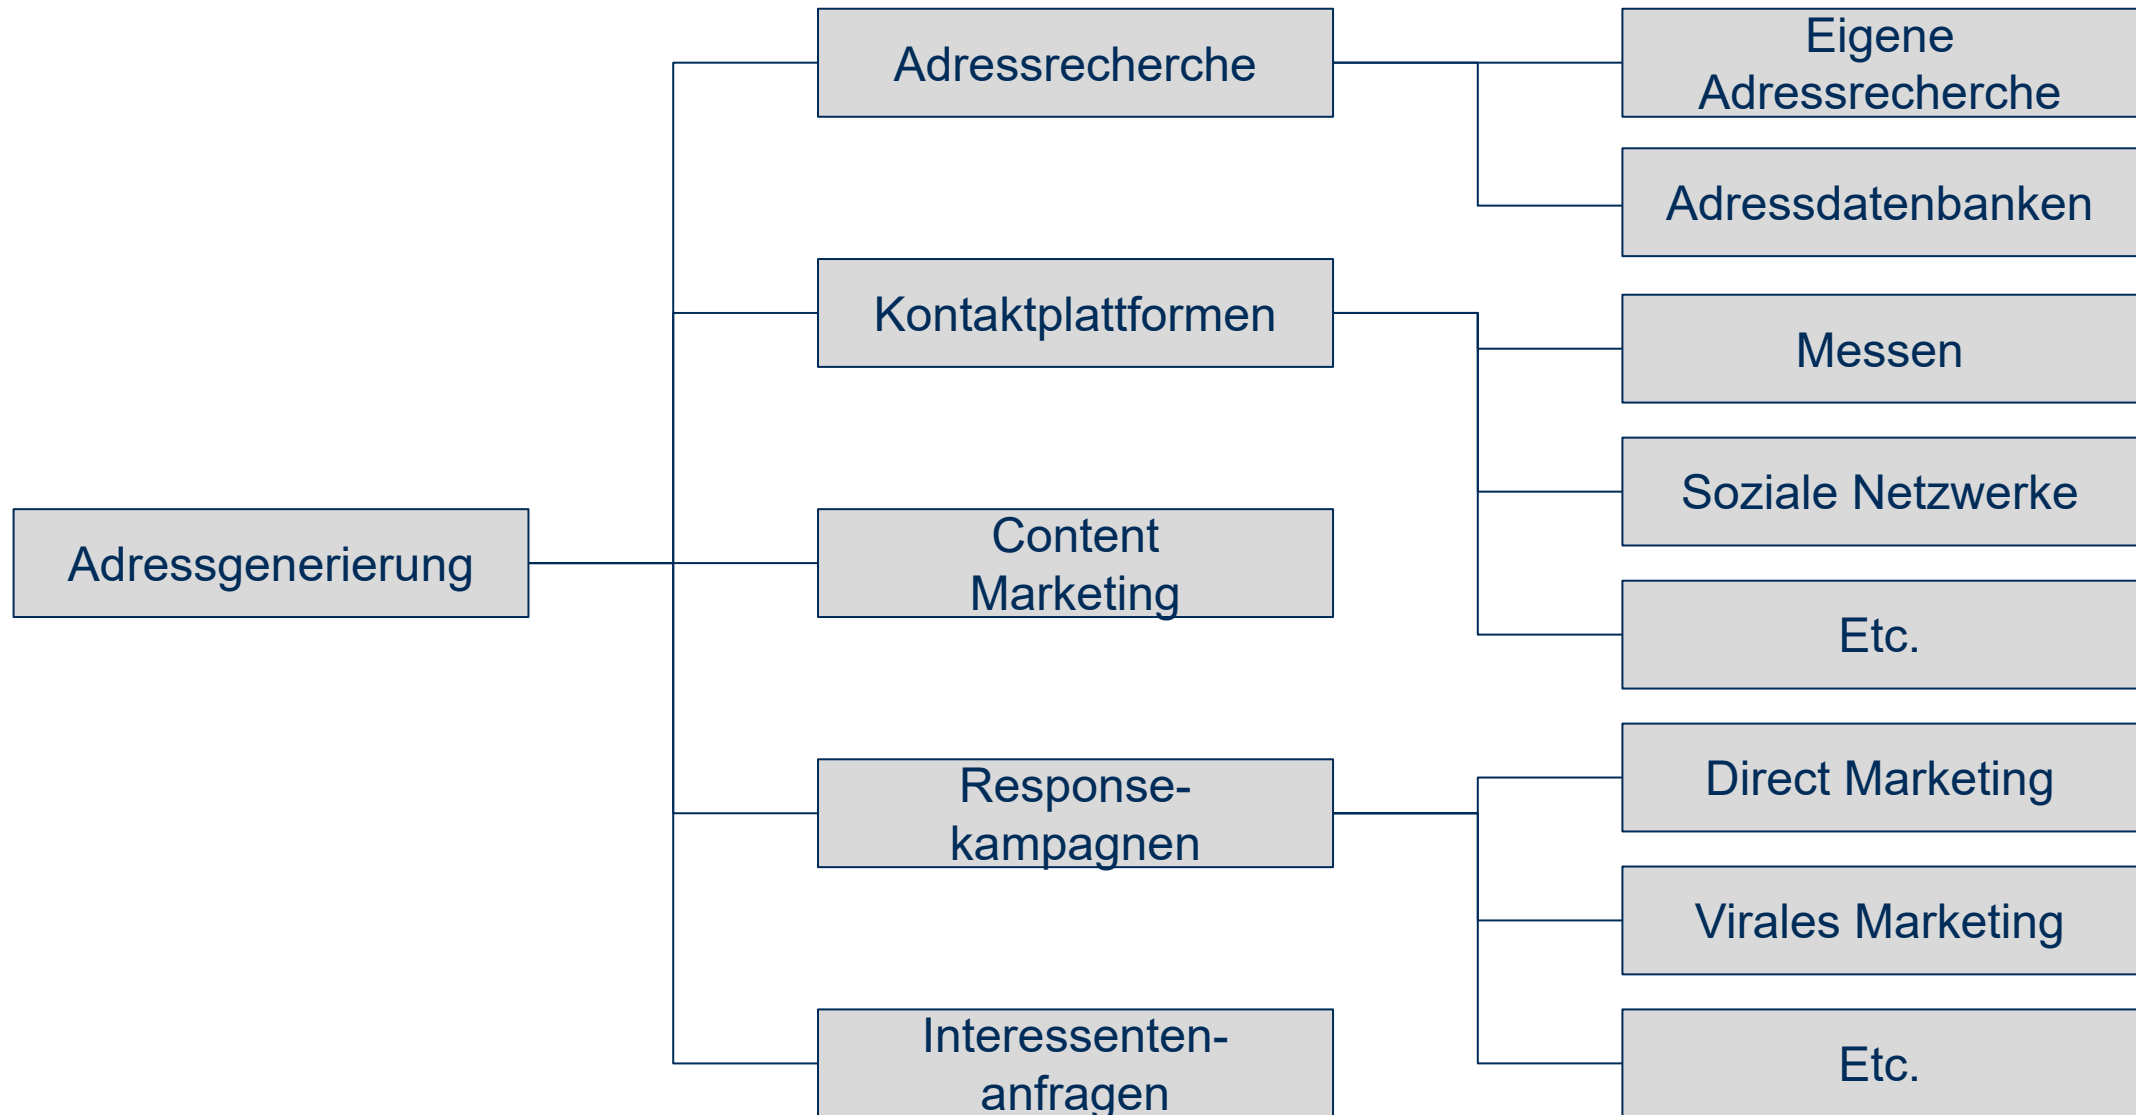 Adressgenerierung
Adressrecherche
Eigene
Adressrecherche
Adressdatenbanken
Kontaktplattformen
Messen
Soziale Netzwerke
Etc.
Content
Marketing
Response-
kampagnen
Direct Marketing
Virales Marketing
Etc.
Interessenten-
anfragen